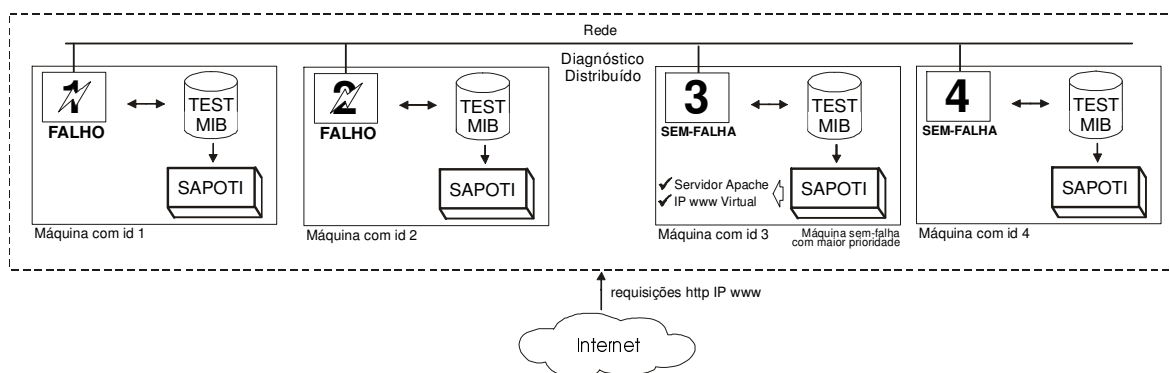 Rede
Diagnóstico
Distribuído
1
FALHO
TEST
MIB
SAPOTI
Máquina com id 1
2
FALHO
TEST
MIB
SAPOTI
Máquina com id 2
3
SEM-FALHA
TEST
MIB
✓ Servidor Apache
✓ IP www Virtual
SAPOTI
Máquina com id 3
Máquina sem-falha
com maior prioridade
4
SEM-FALHA
TEST
MIB
SAPOTI
Máquina com id 4
requisições http IP www
Internet